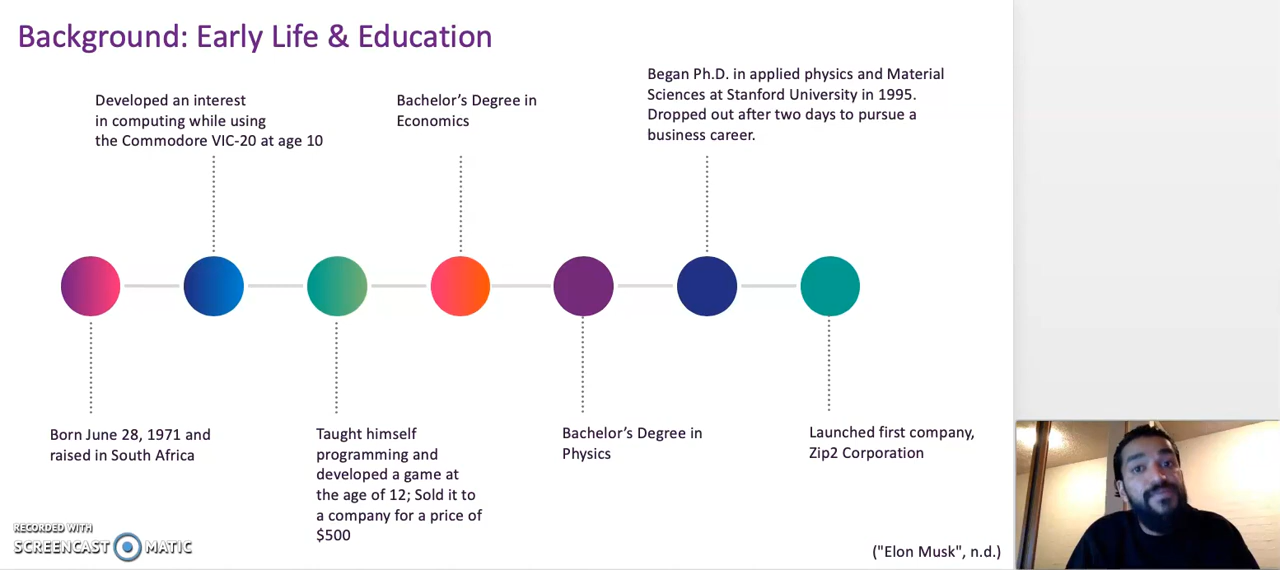 Background: Early Life & Education
Developed an interest
in computing while using
the Commodore VIC-20 at age 10
Bachelor's Degree in
Economics
Began Ph.D. in applied physics and Material
Sciences at Stanford University in 1995.
Dropped out after two days to pursue a
business career.
Born June 28, 1971 and
raised in South Africa
Taught himself
programming and
developed a game at
the age of 12; Sold it to
a company for a price of
$500
Bachelor's Degree in
Physics
Launched first company,
Zip2 Corporation
RECORDED WITH
SCREENCAST MATIC
("Elon Musk", n.d.)